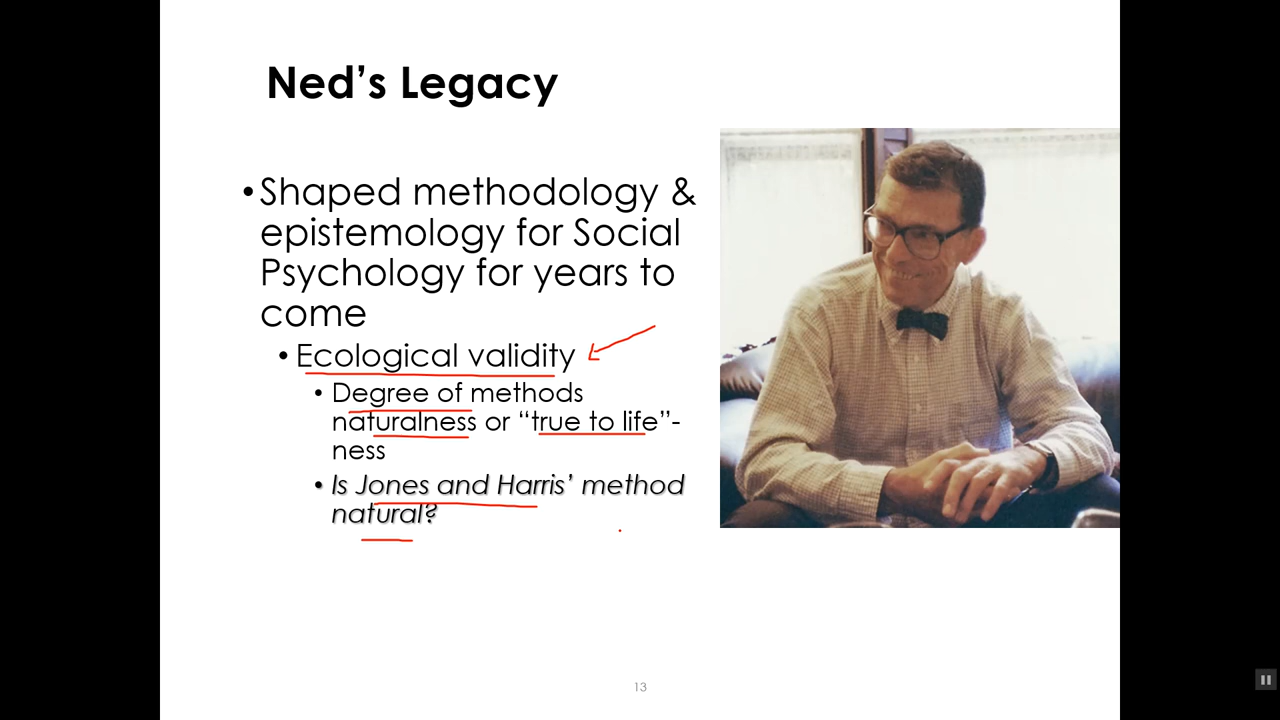 Ned’s Legacy
• Shaped methodology &
epistemology for Social
Psychology for years to
come
• Ecological validity
• Degree of methods
naturalness or “true to life”-
ness
• Is Jones and Harris’ method
natural?
13